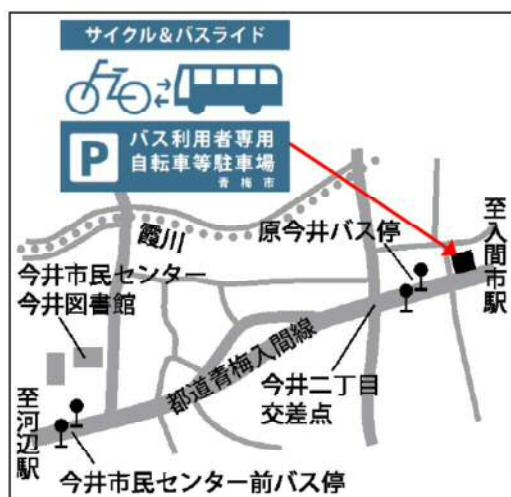 サイクル&バスライド
P
バス利用者専用
自転車等駐車場
青梅市
霞川
原今井バス停
至入間市駅
今井市民センター
今井図書館
都道青梅入間線
今井二丁目
交差点
至河辺駅
今井市民センター前バス停